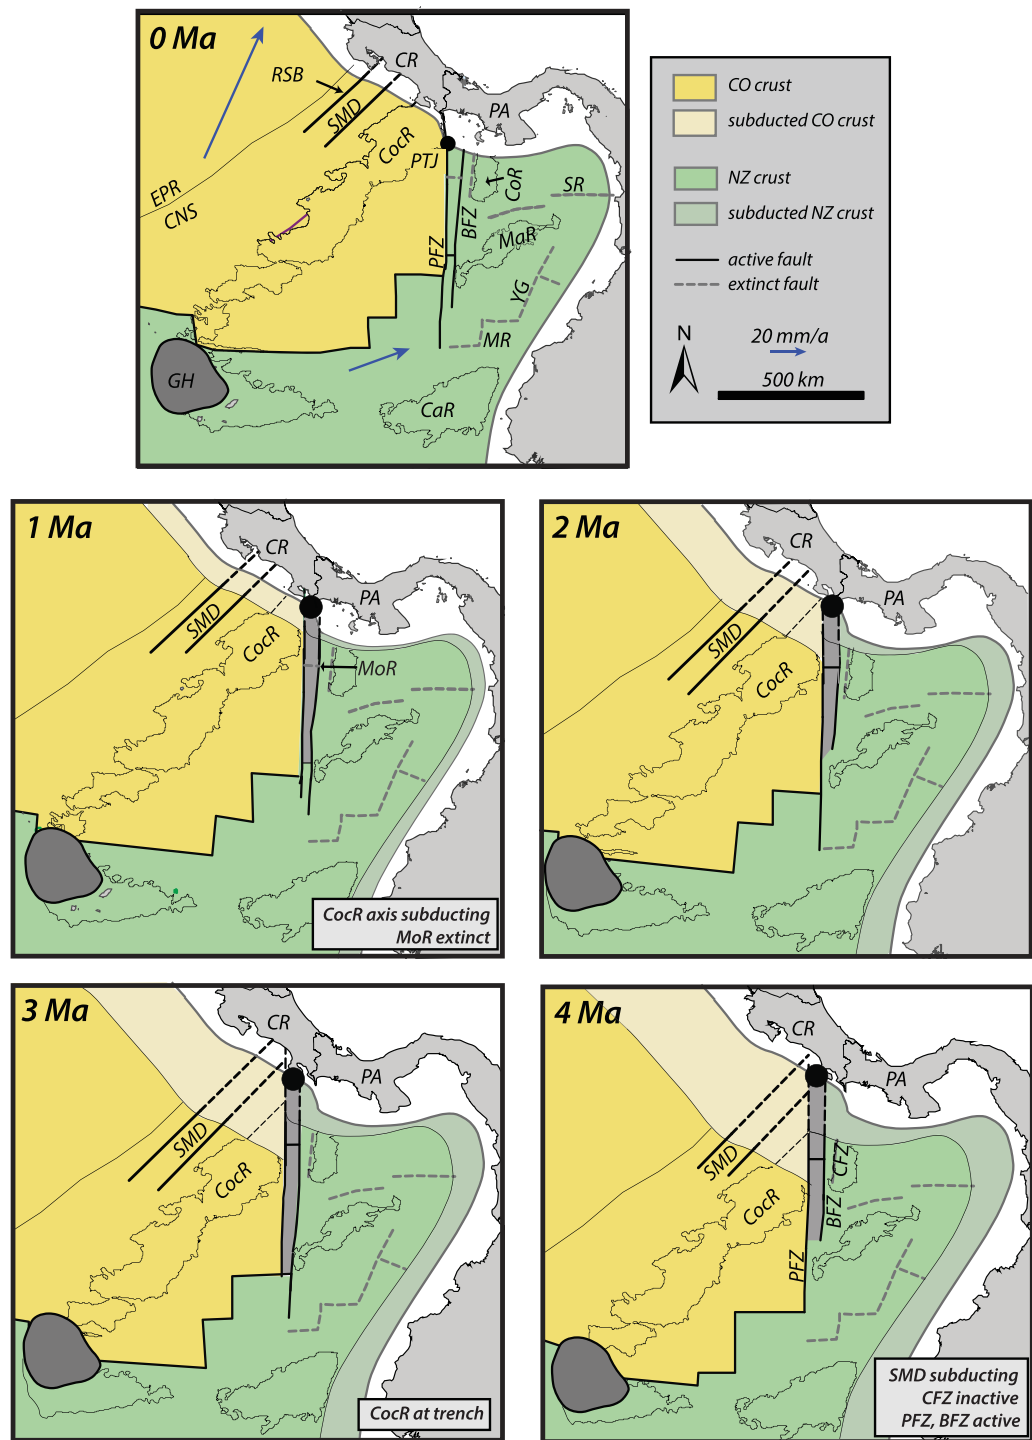 0 Ma
CR
RSB
SMD
PA
CocR
PTJ
CoR
SR
EPR
CNS
BFZ
PFZ
MaR
YG
MR
GH
CaR
CO crust
subducted CO crust
NZ crust
subducted NZ crust
active fault
extinct fault
N
20 mm/a
500 km
1 Ma
CR
PA
SMD
CocR
MoR
CocR axis subducting
MoR extinct
2 Ma
CR
PA
SMD
CocR
3 Ma
CR
PA
SMD
CocR
CocR at trench
4 Ma
CR
PA
SMD
CocR
CFZ
BFZ
PFZ
SMD subducting
CFZ inactive
PFZ, BFZ active